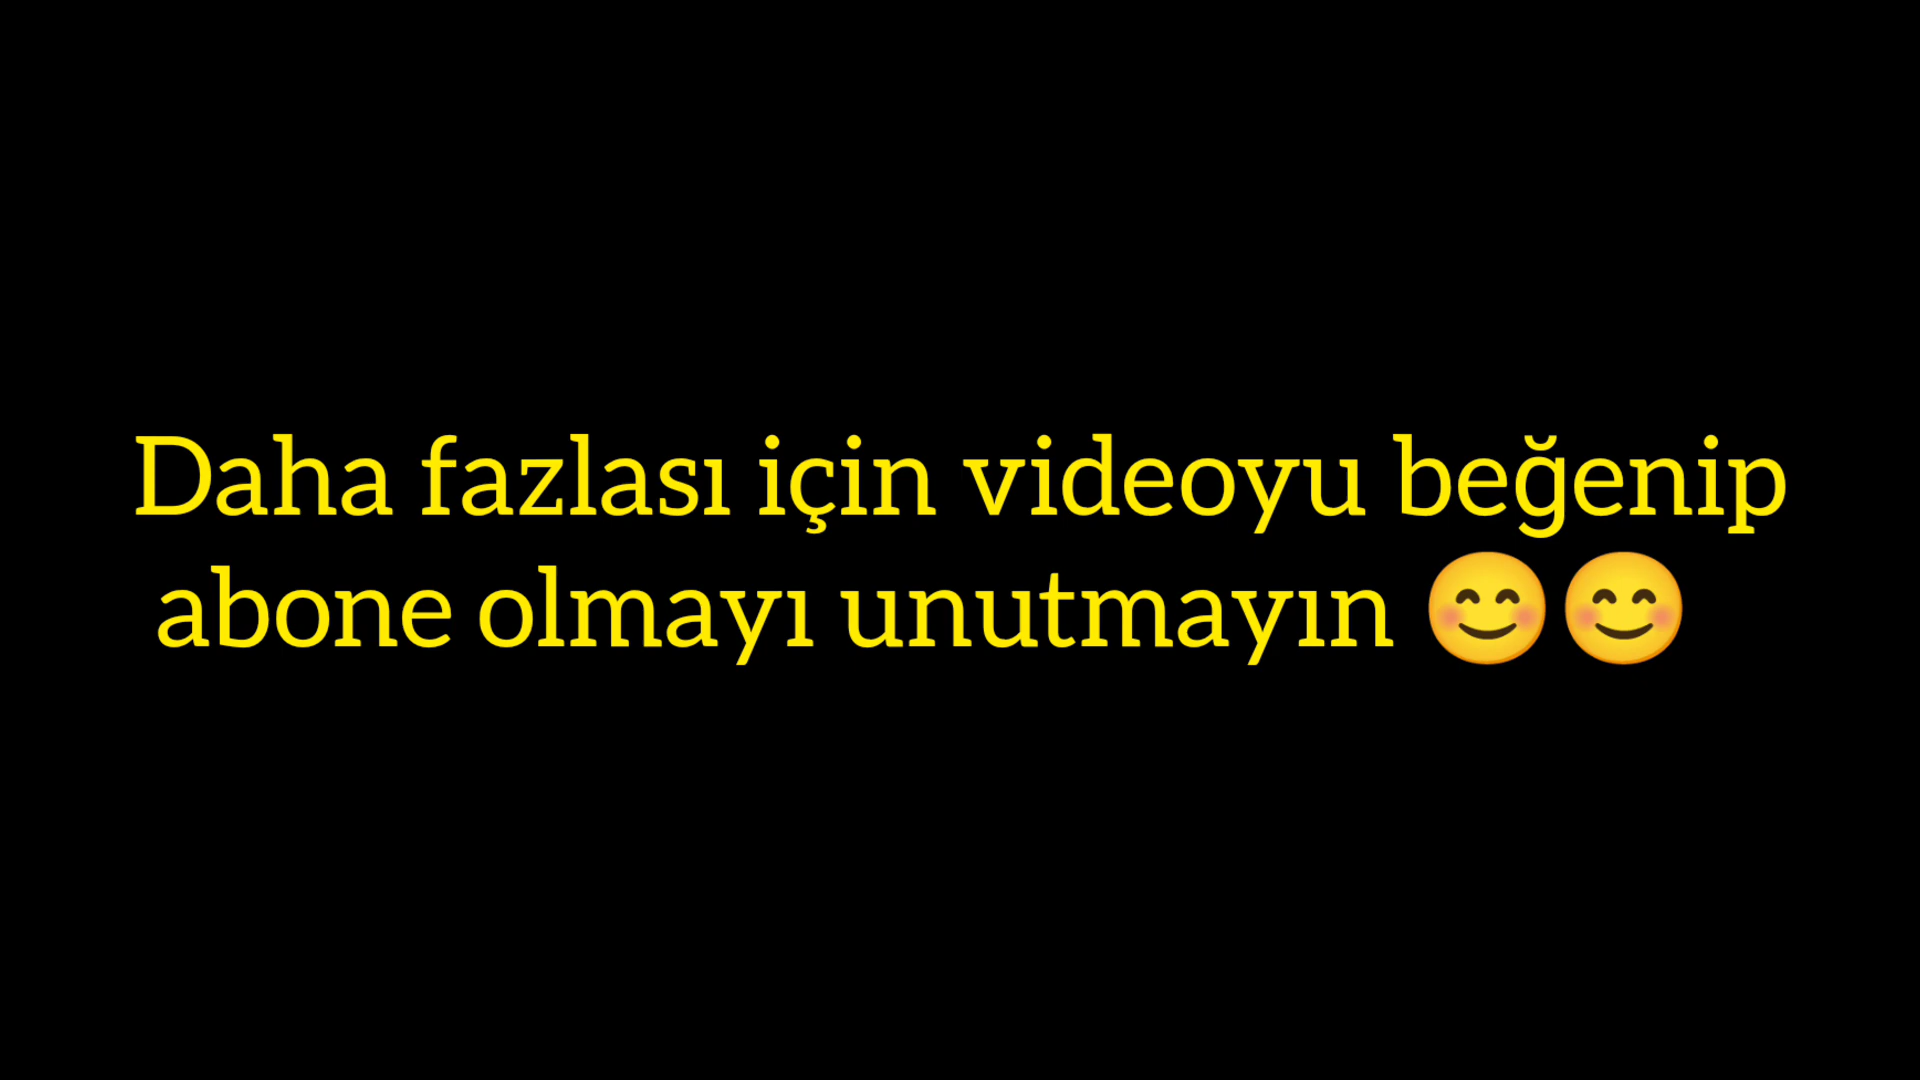 Daha fazlası için videoyu beğenip
abone olmayı unutmayın 😊😊